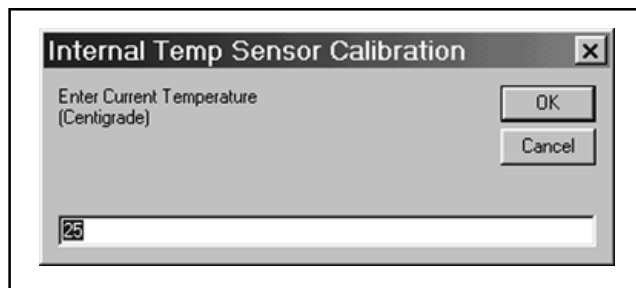 Internal Temp Sensor Calibration
Enter Current Temperature
(Centigrade)
OK
Cancel
25